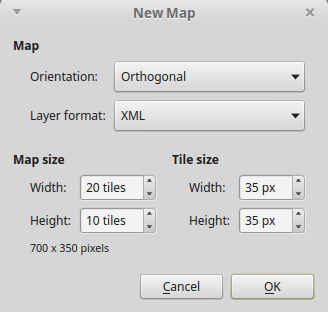 New Map
Map
Orientation: Orthogonal
Layer format: XML
Map size Tile size
Width: 20 tiles Width: 35 px
Height: 10 tiles Height: 35 px
700 x 350 pixels
Cancel OK